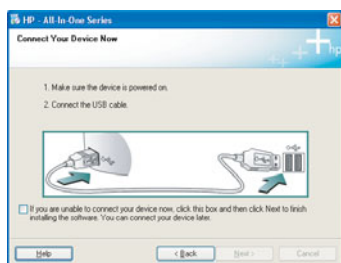 HP - All-In-One Series
Connect Your Device Now
hp
1. Make sure the device is powered on.
2. Connect the USB cable.
If you are unable to connect your device now, click this box and then click Next to finish
installing the software. You can connect your device later.
Help
< Back
Next >
Cancel